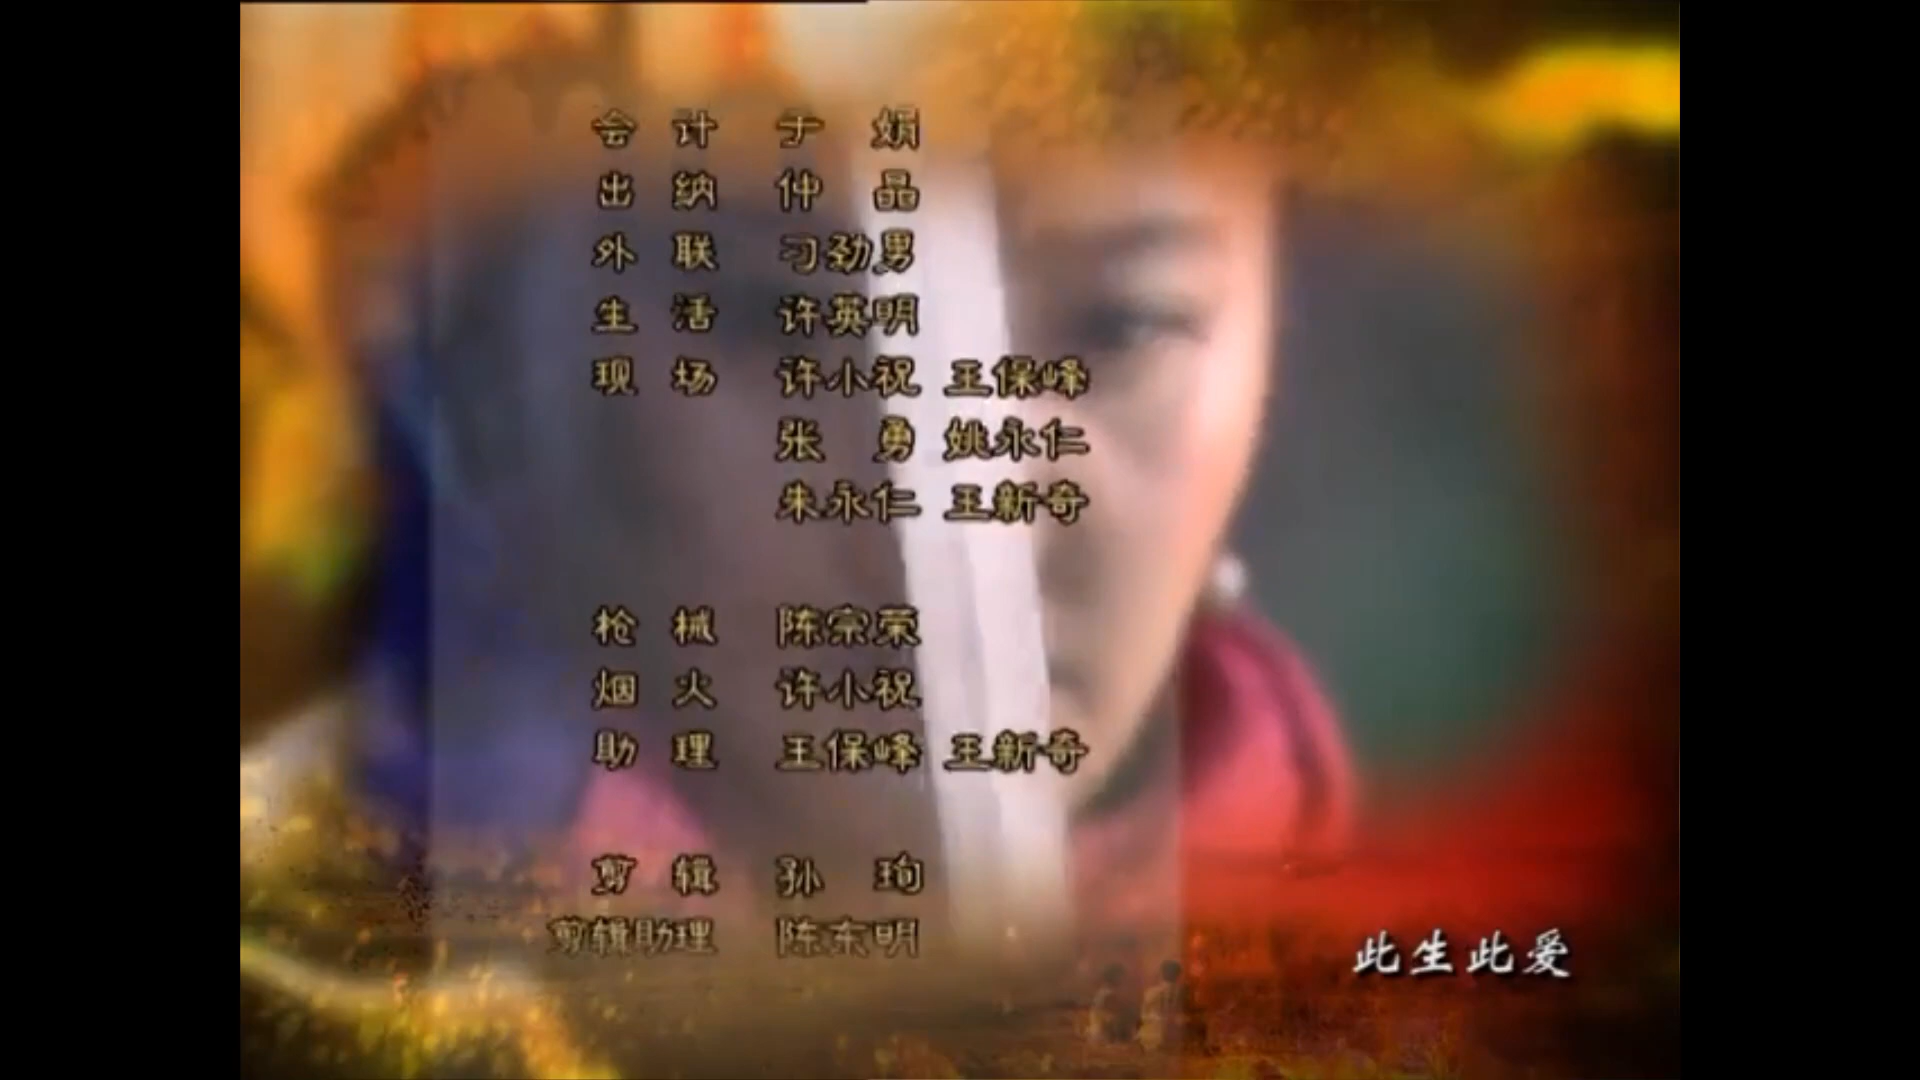 会 计 于 娟
出 纳 仲 晶
外 联 刁劲男
生 活 许英明
现 场 许小祝 王保峰
张 勇 姚永仁
朱永仁 王新奇
枪 械 陈宗荣
烟 火 许小祝
助 理 王保峰 王新奇
剪 辑 孙 珣
剪辑助理 陈东明
此生此爱